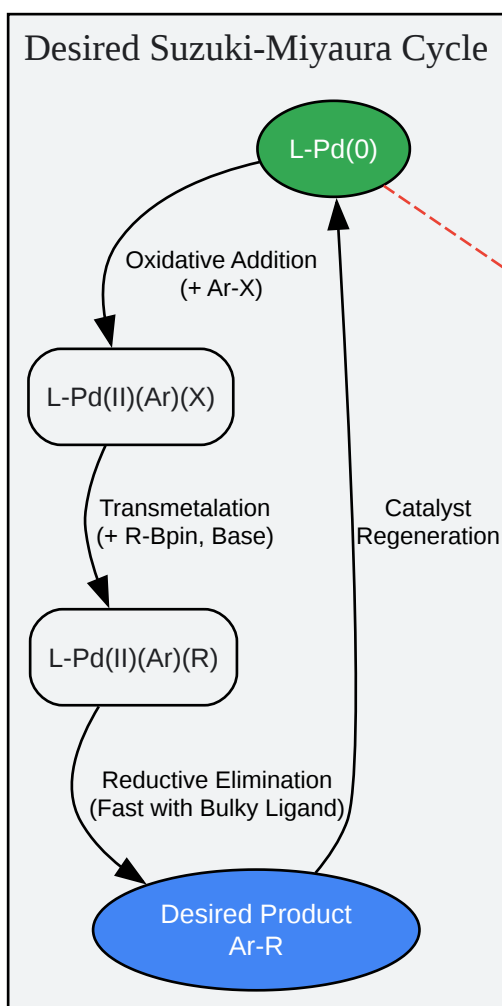 Desired Suzuki-Miyaura Cycle
L-Pd(0)
Oxidative Addition
(+ Ar-X)
L-Pd(II)(Ar)(X)
Transmetalation
(+ R-Bpin, Base)
Catalyst
Regeneration
L-Pd(II)(Ar)(R)
Reductive Elimination
(Fast with Bulky Ligand)
Desired Product
Ar-R